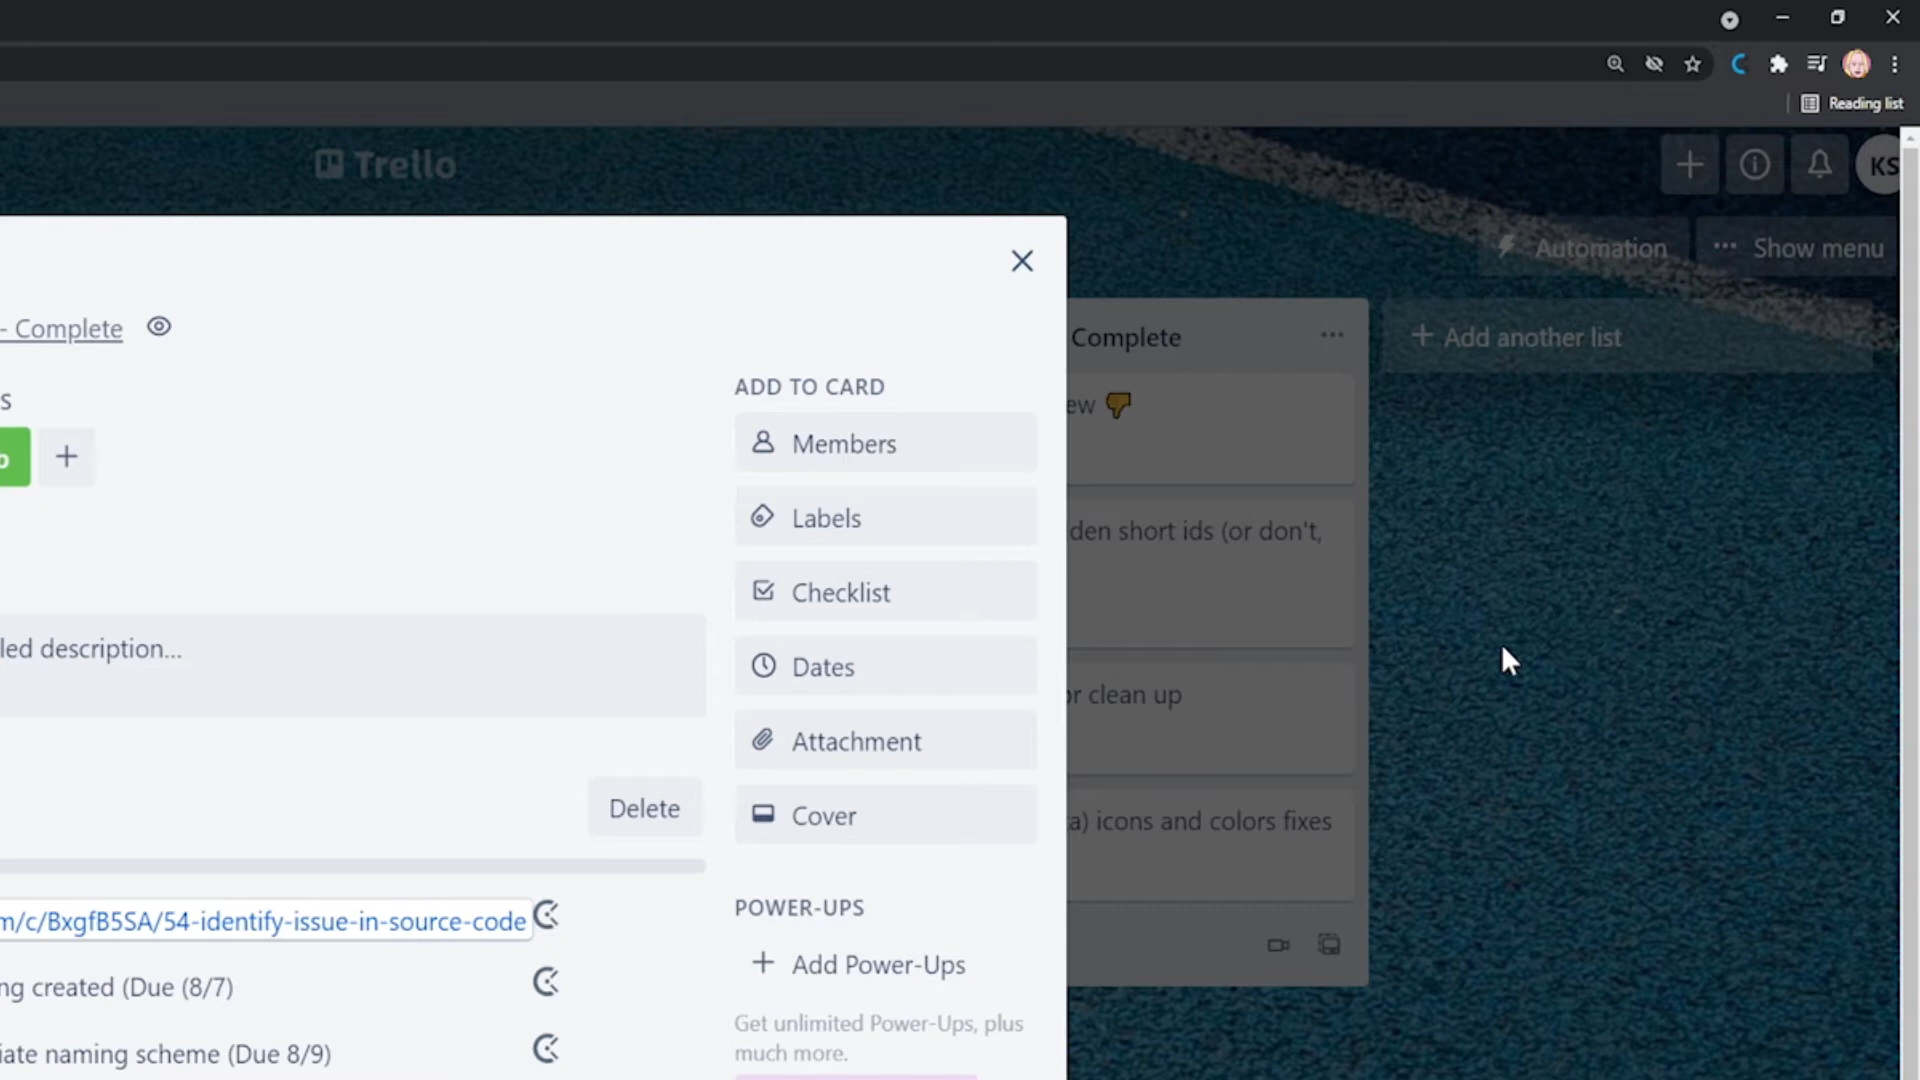 Reading list
Trello
KS
Automation
Show menu
- Complete
S
ADD TO CARD
Members
Labels
Checklist
Dates
Attachment
Cover
led description...
Delete
m/c/BxgfB5SA/54-identify-issue-in-source-code
ng created (Due (8/7)
iate naming scheme (Due 8/9)
POWER-UPS
Add Power-Ups
Get unlimited Power-Ups, plus
much more.
Complete
ew
den short ids (or don't,
or clean up
a) icons and colors fixes
Add another list